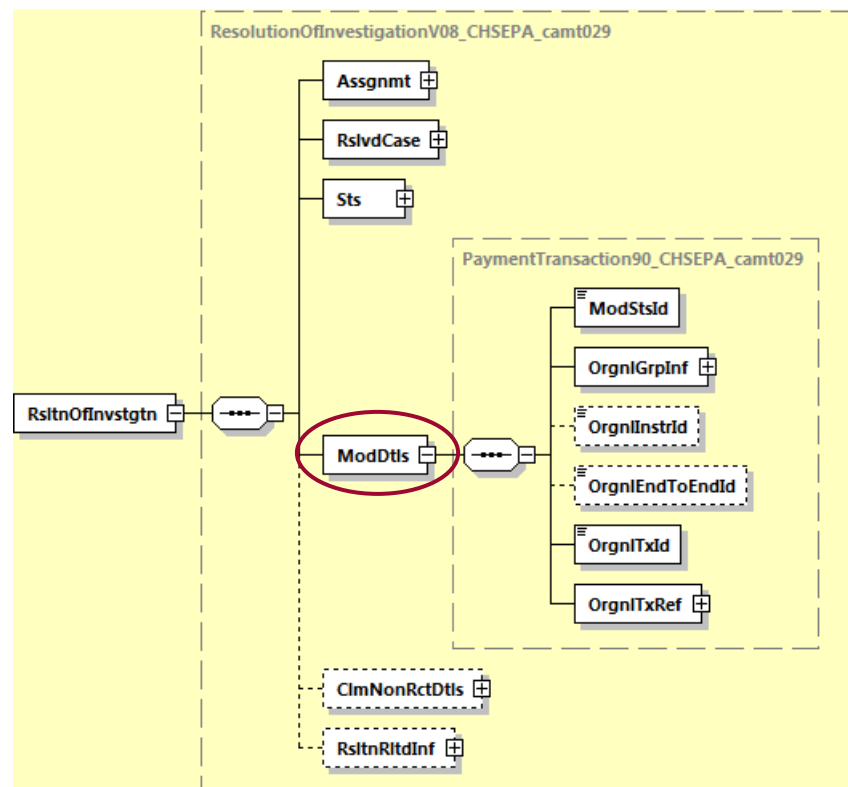 ResolutionOfInvestigationV08_CHSEPA_camt029
Assgnmt
RslvdCase
Sts
PaymentTransaction90_CHSEPA_camt029
ModStsId
OrgnlGrpInf
RsltnOfInvstgtn
OrgnlInstrId
ModDtls
OrgnlEndToEndId
OrgnlTxId
OrgnlTxRef
ClmNonRctDtls
RsltnRltdInf